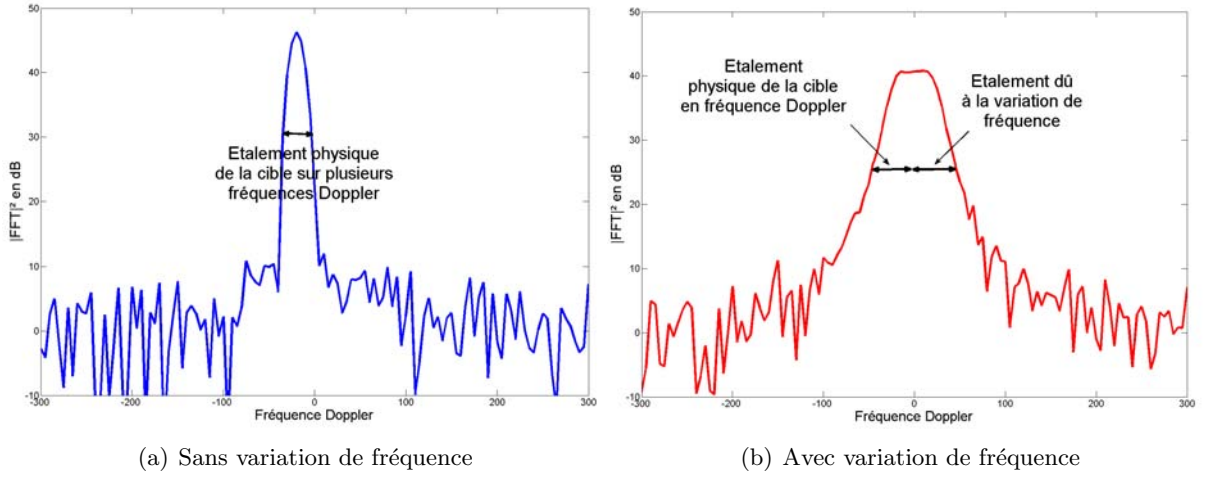 50
40
30
20
10
0
-10
|FFT|² en dB
Etalement physique
de la cible sur plusieurs
fréquences Doppler
-300
-200
-100
0
100
200
300
Fréquence Doppler
(a) Sans variation de fréquence
50
40
30
20
10
0
-10
|FFT|² en dB
Etalement
physique de la cible
en fréquence Doppler
Etalement dû
à la variation de
fréquence
-300
-200
-100
0
100
200
300
Fréquence Doppler
(b) Avec variation de fréquence